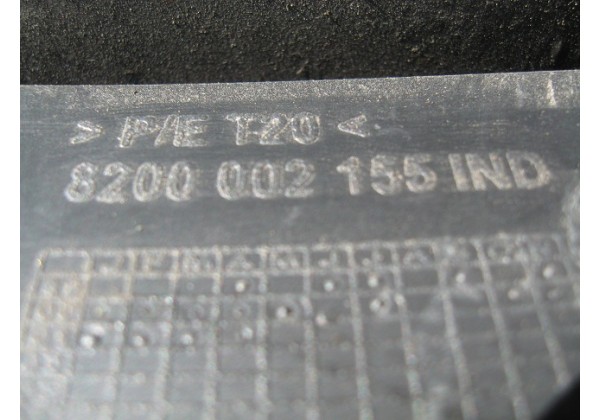 > P/E T20 <
8200 002 155 IND
J F M A M J J A S O N D